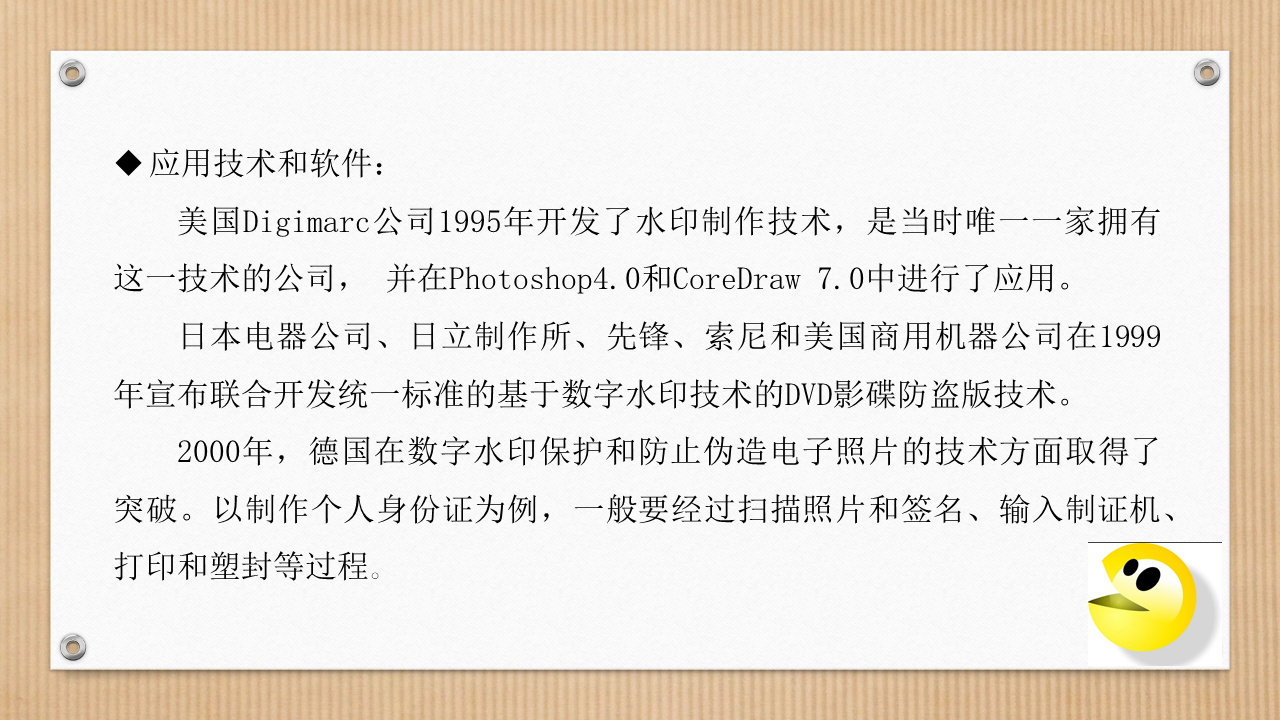 ◆ 应用技术和软件：
美国Digimarc公司1995年开发了水印制作技术，是当时唯一一家拥有
这一技术的公司， 并在Photoshop4.0和CoreDraw 7.0中进行了应用。
日本电器公司、日立制作所、先锋、索尼和美国商用机器公司在1999
年宣布联合开发统一标准的基于数字水印技术的DVD影碟防盗版技术。
2000年，德国在数字水印保护和防止伪造电子照片的技术方面取得了
突破。以制作个人身份证为例，一般要经过扫描照片和签名、输入制证机、
打印和塑封等过程。